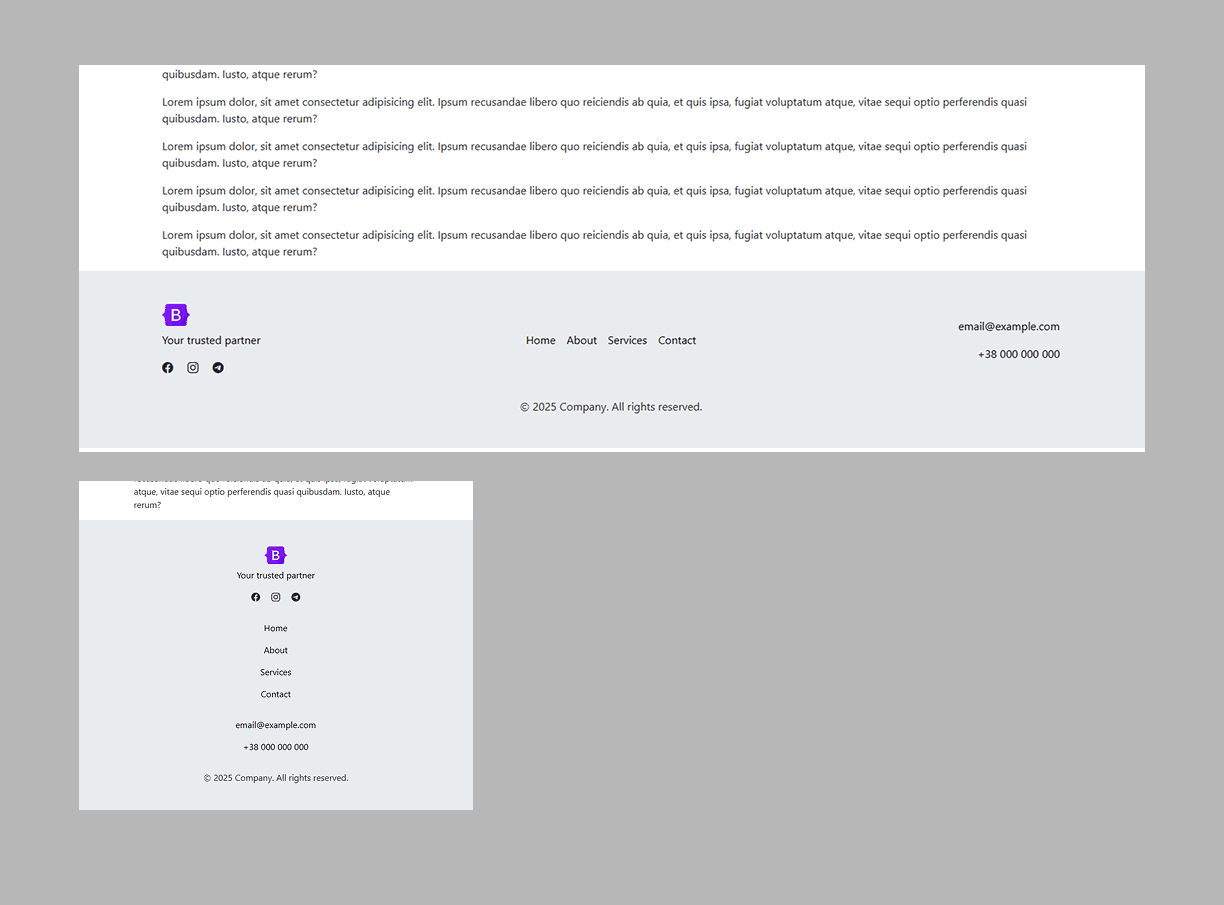 quibusdam. Iusto, atque rerum?
Lorem ipsum dolor, sit amet consectetur adipisicing elit. Ipsum recusandae libero quo reiciendis ab quia, et quis ipsa, fugiat voluptatum atque, vitae sequi optio perferendis quasi
quibusdam. Iusto, atque rerum?
Lorem ipsum dolor, sit amet consectetur adipisicing elit. Ipsum recusandae libero quo reiciendis ab quia, et quis ipsa, fugiat voluptatum atque, vitae sequi optio perferendis quasi
quibusdam. Iusto, atque rerum?
Lorem ipsum dolor, sit amet consectetur adipisicing elit. Ipsum recusandae libero quo reiciendis ab quia, et quis ipsa, fugiat voluptatum atque, vitae sequi optio perferendis quasi
quibusdam. Iusto, atque rerum?
Lorem ipsum dolor, sit amet consectetur adipisicing elit. Ipsum recusandae libero quo reiciendis ab quia, et quis ipsa, fugiat voluptatum atque, vitae sequi optio perferendis quasi
quibusdam. Iusto, atque rerum?
B
Your trusted partner
Home About Services Contact
email@example.com
+38 000 000 000
© 2025 Company. All rights reserved.
atque, vitae sequi optio perferendis quasi quibusdam. Iusto, atque
rerum?
B
Your trusted partner
Home
About
Services
Contact
email@example.com
+38 000 000 000
© 2025 Company. All rights reserved.